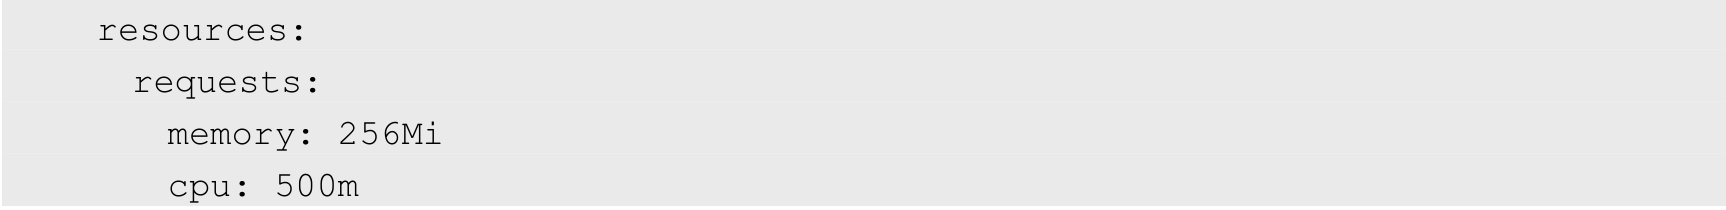 resources:
requests:
memory: 256Mi
cpu: 500m